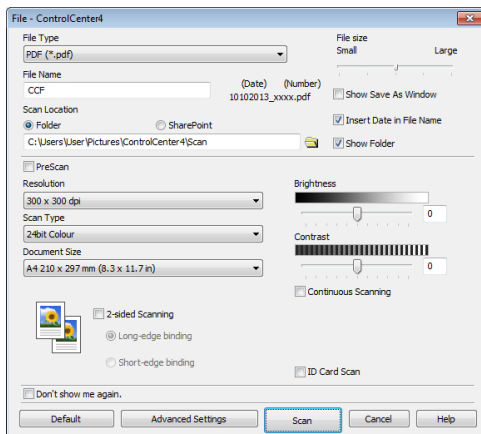 File - ControlCenter4
File Type
PDF (*.pdf)
File size
Small Large
File Name
CCF
(Date) (Number)
10102013_xxxx.pdf
Show Save As Window
Scan Location
Folder SharePoint
Insert Date in File Name
C:\Users\User\Pictures\ControlCenter4\Scan
Show Folder
PreScan
Resolution
300 x 300 dpi
Scan Type
24bit Colour
Document Size
A4 210 x 297 mm (8.3 x 11.7 in)
Brightness
0
Contrast
0
Continuous Scanning
2-sided Scanning
Long-edge binding
Short-edge binding
ID Card Scan
Don't show me again.
Default Advanced Settings Scan Cancel Help